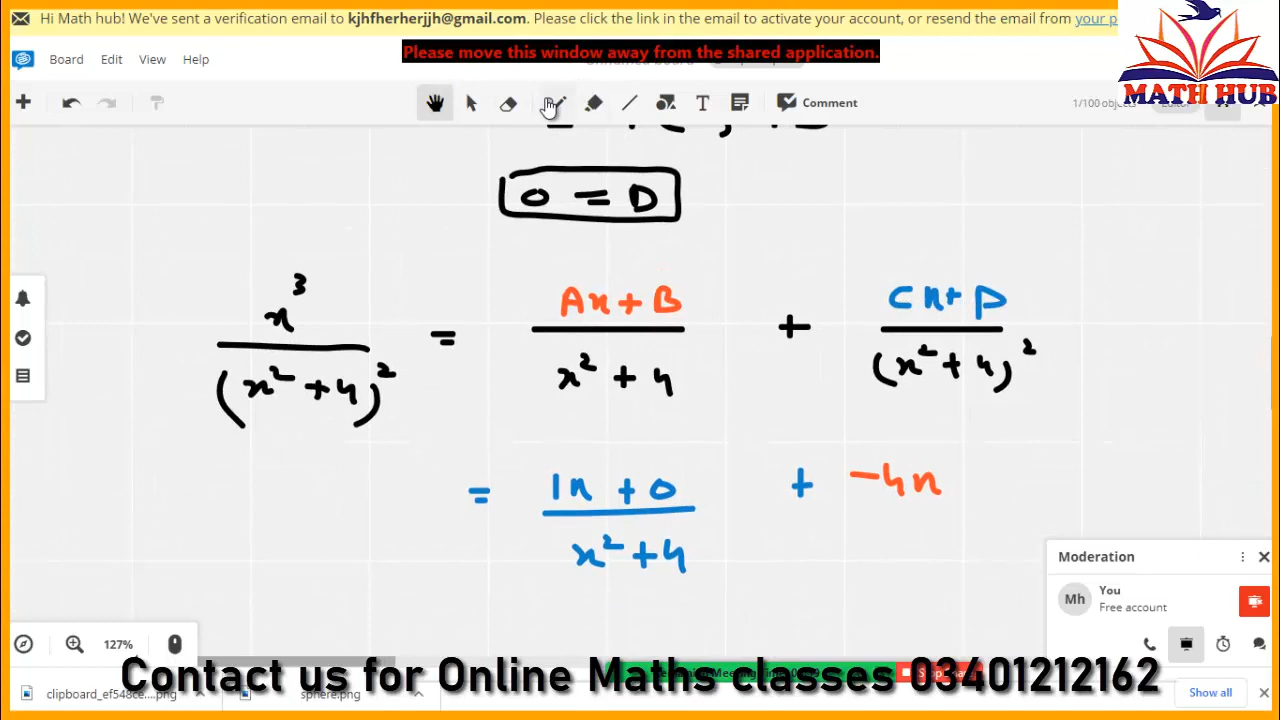 Hi Math hub! We've sent a verification email to kjhfherherjjh@gmail.com. Please click the link in the email to activate your account, or resend the email from your p
Please move this window away from the shared application.
Board Edit View Help
MATH HUB
Comment
1/100 objects
0 = D
x³/(x²+4)² = Ax+B/x²+4 + Cx+D/(x²+4)²
= 1x+0/x²+4 + -4x
Moderation
Mh You
Free account
127%
Contact us for Online Maths classes 03401212162
clipboard_ef548ce....png sphere.png Show all